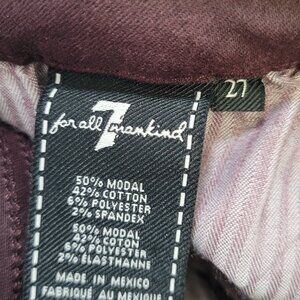 7
for all mankind
27
50% MODAL
42% COTTON
6% POLYESTER
2% SPANDEX
50% MODAL
42% COTON
6% POLYESTER
2% ÉLASTHANNE
MADE IN MEXICO
FABRIQUÉ AU MEXIQUE